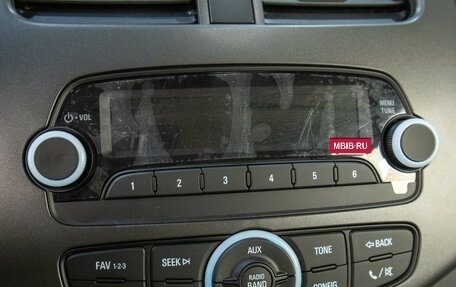 ⏻ - VOL
MENU
TUNE
MBIB·RU
1 2 3 4 5 6
FAV 1-2-3
SEEK
AUX
TONE
BACK
RADIO
BAND
CONFIG